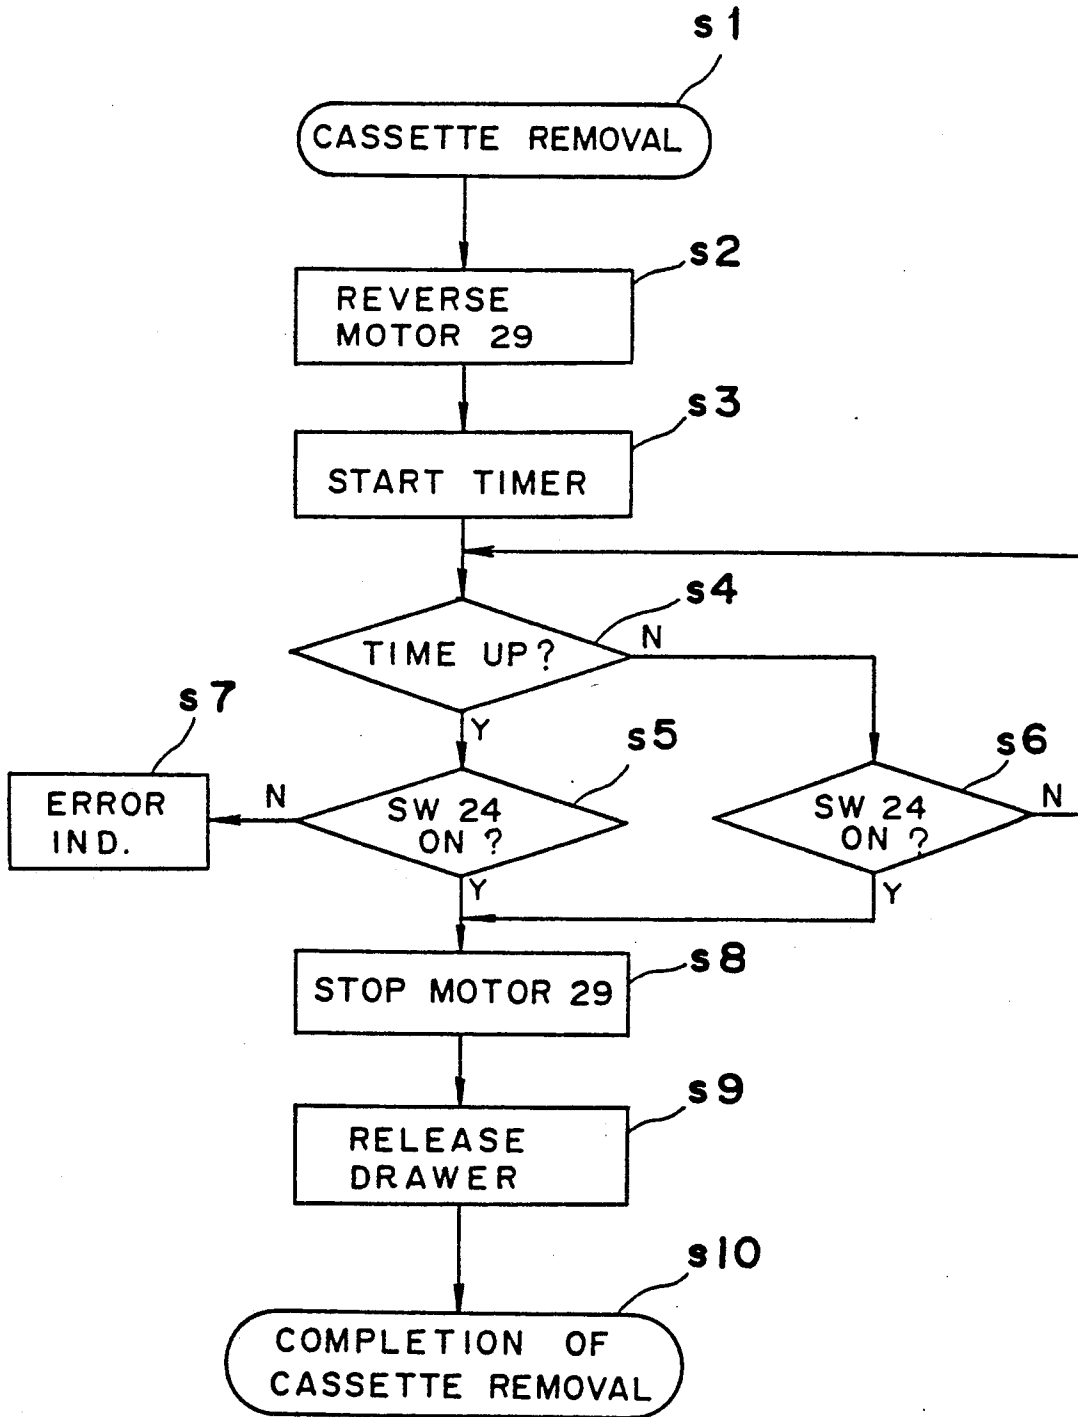 s1
CASSETTE REMOVAL
s2
REVERSE
MOTOR 29
s3
START TIMER
s4
TIME UP?
N
Y
s7
ERROR
IND.
N
s5
SW 24
ON?
Y
s6
SW 24
ON?
N
Y
s8
STOP MOTOR 29
s9
RELEASE
DRAWER
s10
COMPLETION OF
CASSETTE REMOVAL